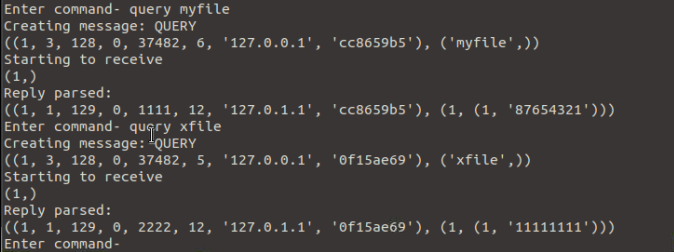 Enter command- query myfile
Creating message: QUERY
((1, 3, 128, 0, 37482, 6, '127.0.0.1', 'cc8659b5'), ('myfile',))
Starting to receive
(1,)
Reply parsed:
((1, 1, 129, 0, 1111, 12, '127.0.1.1', 'cc8659b5'), (1, (1, '87654321')))
Enter command- query xfile
Creating message: QUERY
((1, 3, 128, 0, 37482, 5, '127.0.0.1', '0f15ae69'), ('xfile',))
Starting to receive
(1,)
Reply parsed:
((1, 1, 129, 0, 2222, 12, '127.0.1.1', '0f15ae69'), (1, (1, '11111111')))
Enter command-